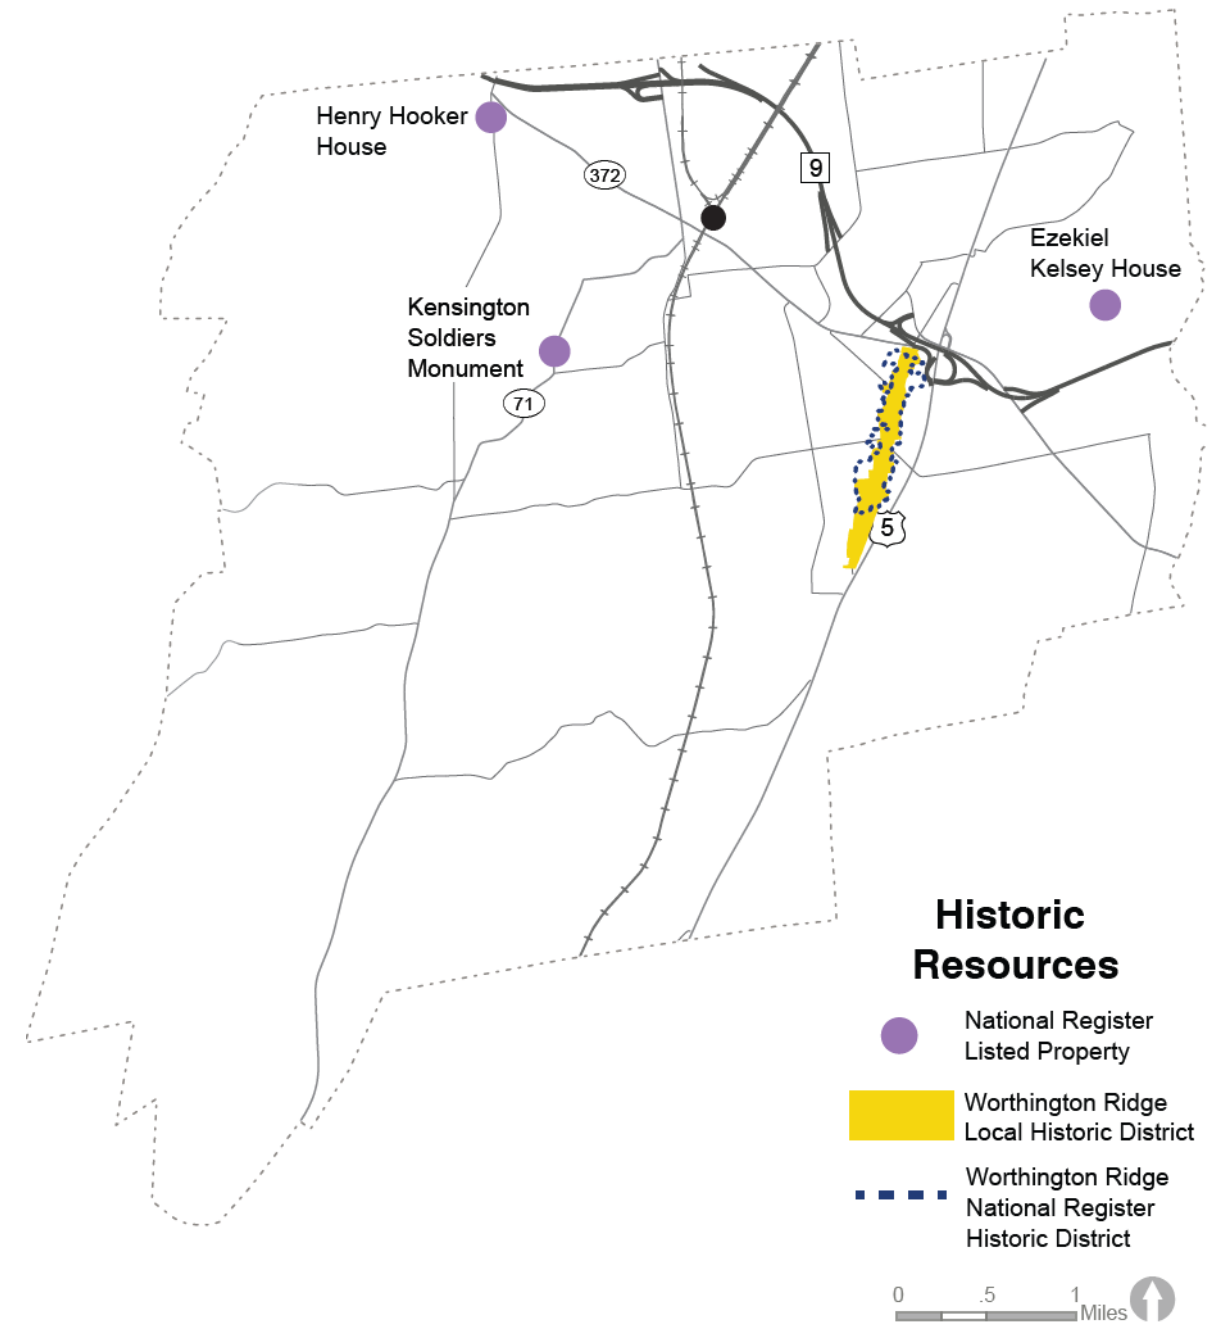 Henry Hooker
House
372
9
Ezekiel
Kelsey House
Kensington
Soldiers
Monument
71
5
Historic
Resources
National Register
Listed Property
Worthington Ridge
Local Historic District
Worthington Ridge
National Register
Historic District
0 .5 1
Miles